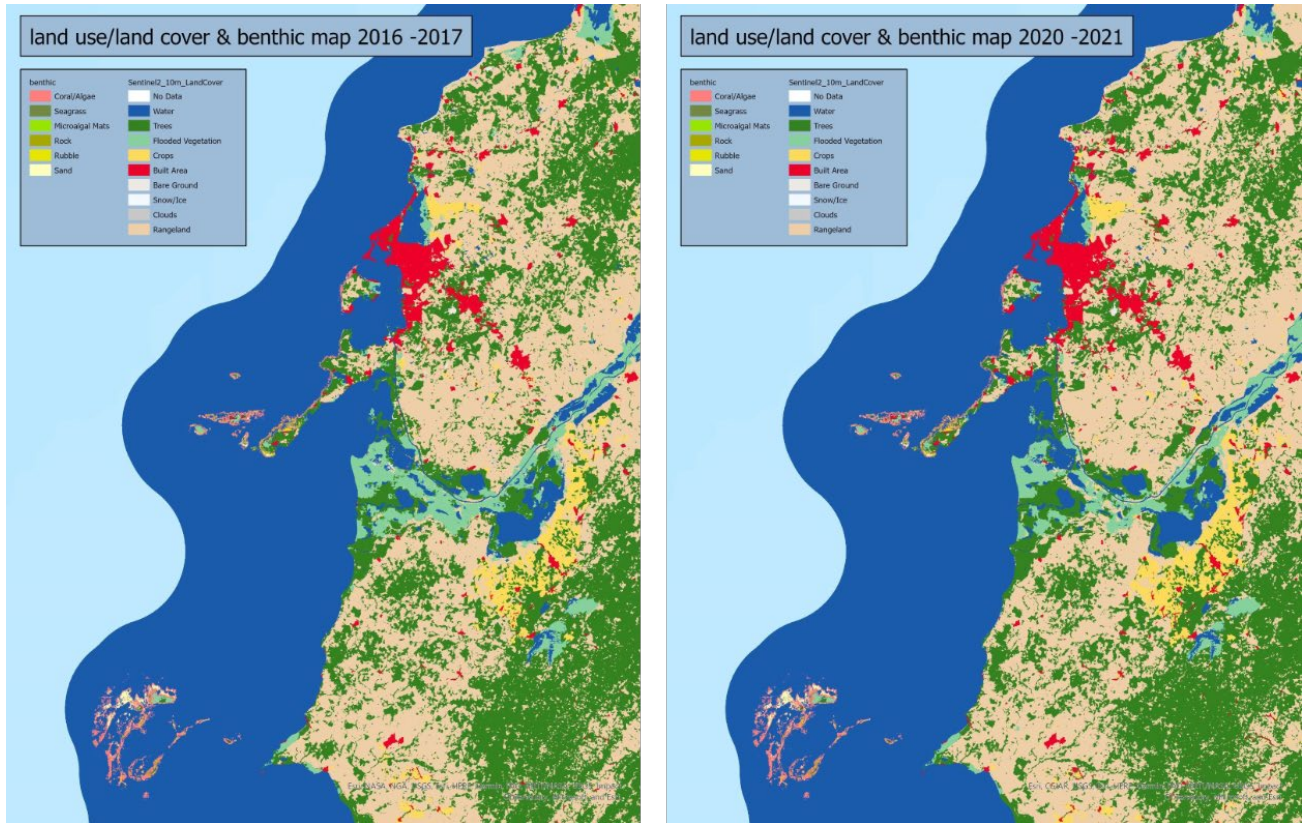 land use/land cover & benthic map 2016 -2017
benthic
Coral/Algae
Seagrass
Microalgal Mats
Rock
Rubble
Sand
Sentinel2_10m_LandCover
No Data
Water
Trees
Flooded Vegetation
Crops
Built Area
Bare Ground
Snow/Ice
Clouds
Rangeland
land use/land cover & benthic map 2020 -2021
benthic
Coral/Algae
Seagrass
Microalgal Mats
Rock
Rubble
Sand
Sentinel2_10m_LandCover
No Data
Water
Trees
Flooded Vegetation
Crops
Built Area
Bare Ground
Snow/Ice
Clouds
Rangeland